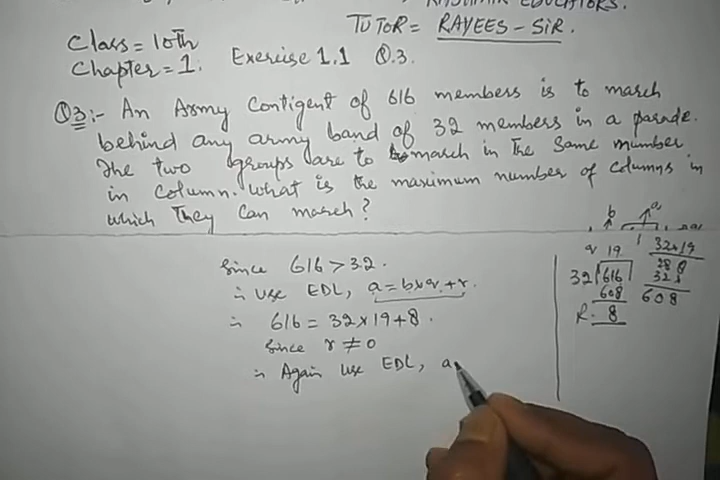 EDUCATORS.
TUTOR= RAYEES-SIR.
Class=10th
Chapter=1. Exercise 1.1 Q.3.
Q3:- An Army Contigent of 616 members is to march
behind any army band of 32 members in a parade.
The two groups are to march in the Same number
in column. What is the maximum number of columns in
which They Can march?
Since 616>32.
∴ Use EDL, a=b×q+r.
∴ 616=32×19+8.
Since r≠0
∴ Again Use EDL, a
b a
q 19
32)616
608
R. 8
32×19
288
32×
608